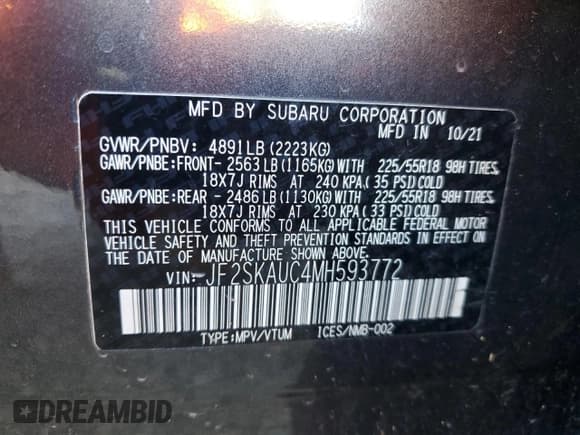 MFD BY SUBARU CORPORATION
MFD IN 10/21
GVWR/PNBV: 4891LB(2223KG)
GAWR/PNBE:FRONT- 2563LB(1165KG)WITH 225/55R18 98H TIRES,
18X7J RIMS AT 240 KPA(35 PSI)COLD
GAWR/PNBE:REAR - 2486LB(1130KG)WITH 225/55R18 98H TIRES,
18X7J RIMS AT 230 KPA(33 PSI)COLD
THIS VEHICLE CONFORMS TO ALL APPLICABLE FEDERAL MOTOR
VEHICLE SAFETY AND THEFT PREVENTION STANDARDS IN EFFECT ON
THE DATE OF MANUFACTURE SHOWN ABOVE.
VIN: JF2SKAUC4MH593772
TYPE:MPV/VTUM ICES/NMB-002
DREAMBID